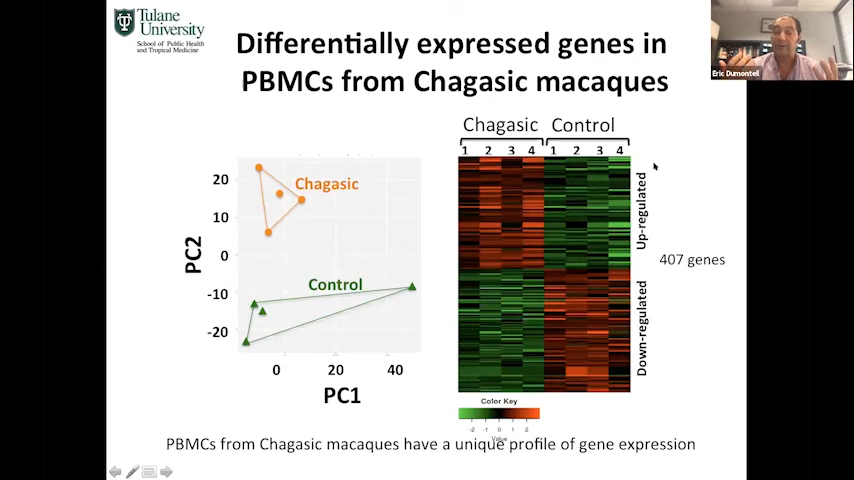 Tulane
University
School of Public Health
and Tropical Medicine
Differentially expressed genes in
PBMCs from Chagasic macaques
Eric Dumonteil
Chagasic Control
1 2 3 4 1 2 3 4
20
10
0
-10
-20
PC2
Chagasic
Control
0 20 40
PC1
Up-regulated
Down-regulated
407 genes
Color Key
-2 -1 0 1 2
Value
PBMCs from Chagasic macaques have a unique profile of gene expression